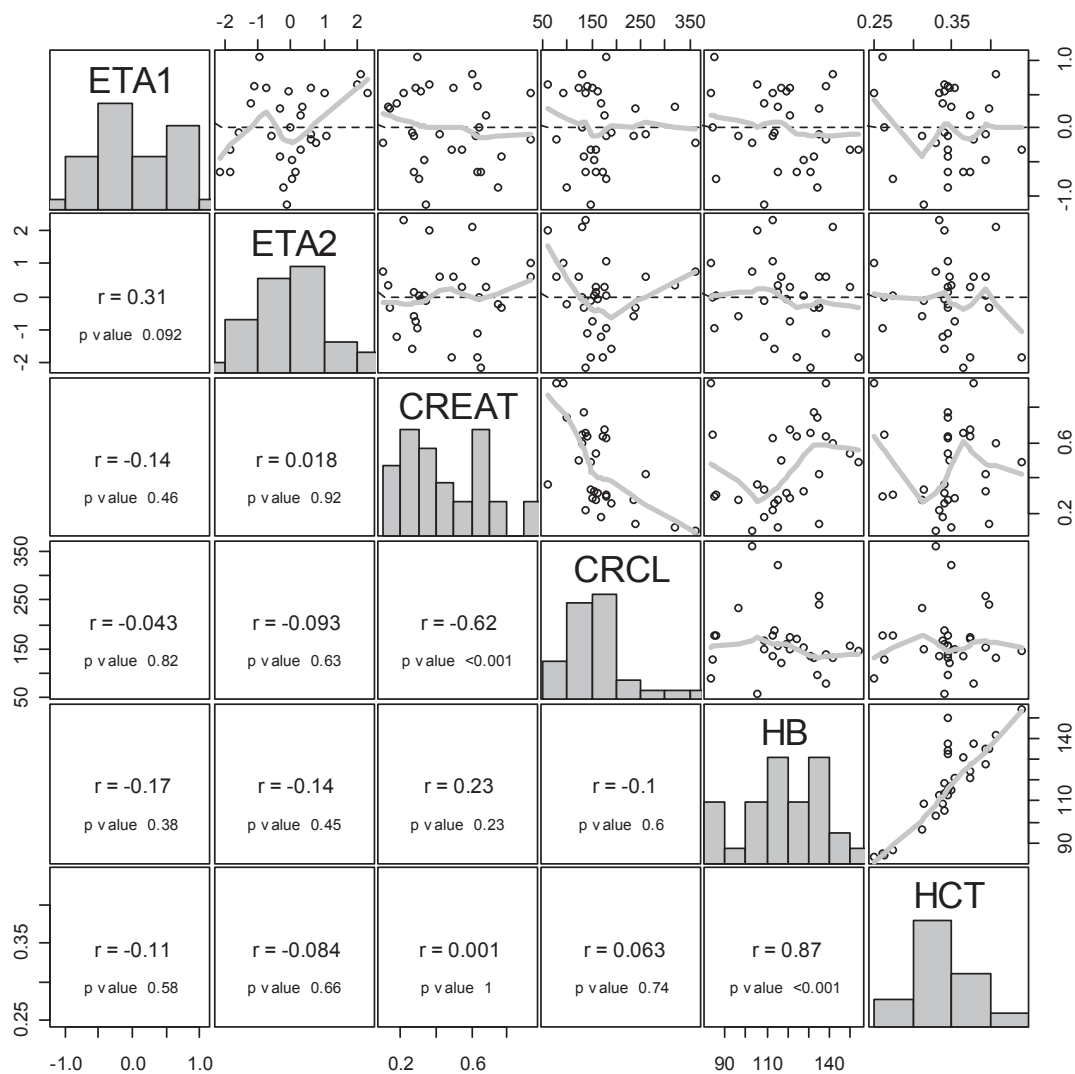 -2 -1 0 1 2 50 150 250 350 0.25 0.35
ETA1
-1.0 0.0 1.0
-2 -1 0 1 2
r = 0.31
p value 0.092
ETA2
r = -0.14
p value 0.46
r = 0.018
p value 0.92
CREAT
0.2 0.6
50 150 250 350
r = -0.043
p value 0.82
r = -0.093
p value 0.63
r = -0.62
p value <0.001
CRCL
r = -0.17
p value 0.38
r = -0.14
p value 0.45
r = 0.23
p value 0.23
r = -0.1
p value 0.6
HB
90 110 140
0.25 0.35
r = -0.11
p value 0.58
r = -0.084
p value 0.66
r = 0.001
p value 1
r = 0.063
p value 0.74
r = 0.87
p value <0.001
HCT
-1.0 0.0 1.0 0.2 0.6 90 110 140